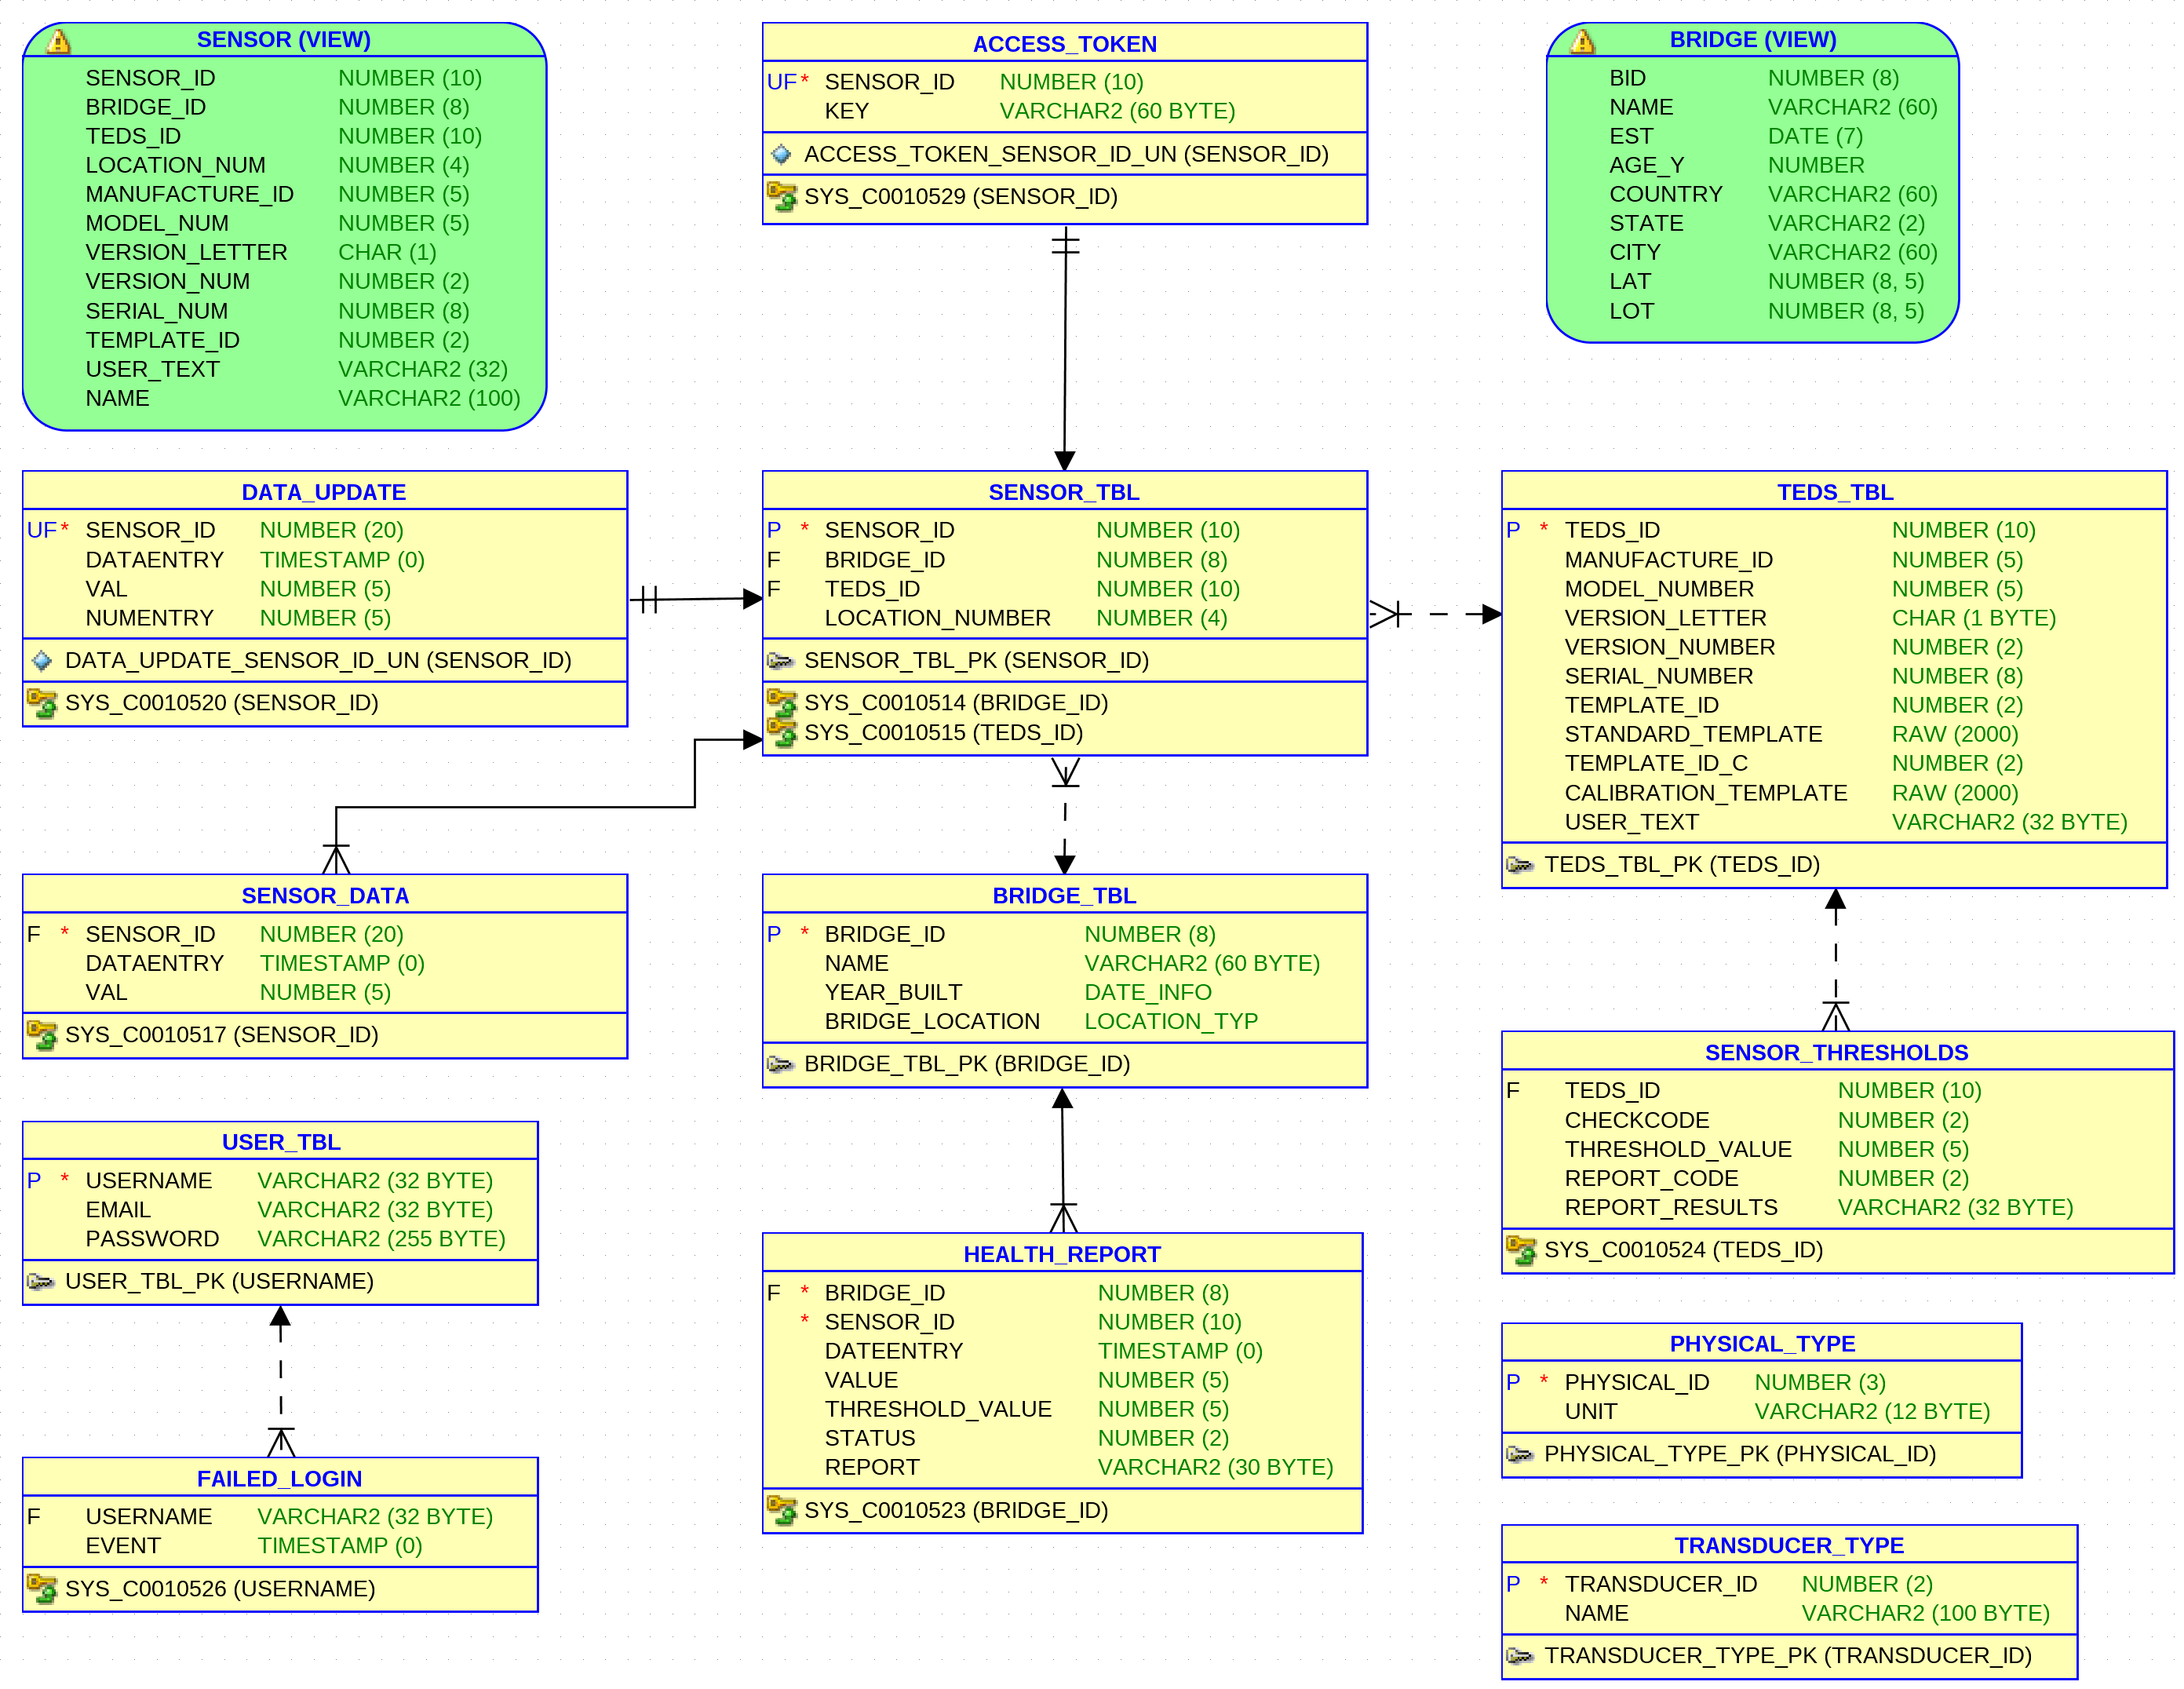 SENSOR (VIEW)
SENSOR_ID NUMBER (10)
BRIDGE_ID NUMBER (8)
TEDS_ID NUMBER (10)
LOCATION_NUM NUMBER (4)
MANUFACTURE_ID NUMBER (5)
MODEL_NUM NUMBER (5)
VERSION_LETTER CHAR (1)
VERSION_NUM NUMBER (2)
SERIAL_NUM NUMBER (8)
TEMPLATE_ID NUMBER (2)
USER_TEXT VARCHAR2 (32)
NAME VARCHAR2 (100)
ACCESS_TOKEN
UF * SENSOR_ID NUMBER (10)
KEY VARCHAR2 (60 BYTE)
ACCESS_TOKEN_SENSOR_ID_UN (SENSOR_ID)
SYS_C0010529 (SENSOR_ID)
BRIDGE (VIEW)
BID NUMBER (8)
NAME VARCHAR2 (60)
EST DATE (7)
AGE_Y NUMBER
COUNTRY VARCHAR2 (60)
STATE VARCHAR2 (2)
CITY VARCHAR2 (60)
LAT NUMBER (8, 5)
LOT NUMBER (8, 5)
DATA_UPDATE
UF * SENSOR_ID NUMBER (20)
DATAENTRY TIMESTAMP (0)
VAL NUMBER (5)
NUMENTRY NUMBER (5)
DATA_UPDATE_SENSOR_ID_UN (SENSOR_ID)
SYS_C0010520 (SENSOR_ID)
SENSOR_TBL
P * SENSOR_ID NUMBER (10)
F BRIDGE_ID NUMBER (8)
F TEDS_ID NUMBER (10)
LOCATION_NUMBER NUMBER (4)
SENSOR_TBL_PK (SENSOR_ID)
SYS_C0010514 (BRIDGE_ID)
SYS_C0010515 (TEDS_ID)
TEDS_TBL
P * TEDS_ID NUMBER (10)
MANUFACTURE_ID NUMBER (5)
MODEL_NUMBER NUMBER (5)
VERSION_LETTER CHAR (1 BYTE)
VERSION_NUMBER NUMBER (2)
SERIAL_NUMBER NUMBER (8)
TEMPLATE_ID NUMBER (2)
STANDARD_TEMPLATE RAW (2000)
TEMPLATE_ID_C NUMBER (2)
CALIBRATION_TEMPLATE RAW (2000)
USER_TEXT VARCHAR2 (32 BYTE)
TEDS_TBL_PK (TEDS_ID)
SENSOR_DATA
F * SENSOR_ID NUMBER (20)
DATAENTRY TIMESTAMP (0)
VAL NUMBER (5)
SYS_C0010517 (SENSOR_ID)
BRIDGE_TBL
P * BRIDGE_ID NUMBER (8)
NAME VARCHAR2 (60 BYTE)
YEAR_BUILT DATE_INFO
BRIDGE_LOCATION LOCATION_TYP
BRIDGE_TBL_PK (BRIDGE_ID)
SENSOR_THRESHOLDS
F TEDS_ID NUMBER (10)
CHECKCODE NUMBER (2)
THRESHOLD_VALUE NUMBER (5)
REPORT_CODE NUMBER (2)
REPORT_RESULTS VARCHAR2 (32 BYTE)
SYS_C0010524 (TEDS_ID)
USER_TBL
P * USERNAME VARCHAR2 (32 BYTE)
EMAIL VARCHAR2 (32 BYTE)
PASSWORD VARCHAR2 (255 BYTE)
USER_TBL_PK (USERNAME)
HEALTH_REPORT
F * BRIDGE_ID NUMBER (8)
* SENSOR_ID NUMBER (10)
DATEENTRY TIMESTAMP (0)
VALUE NUMBER (5)
THRESHOLD_VALUE NUMBER (5)
STATUS NUMBER (2)
REPORT VARCHAR2 (30 BYTE)
SYS_C0010523 (BRIDGE_ID)
PHYSICAL_TYPE
P * PHYSICAL_ID NUMBER (3)
UNIT VARCHAR2 (12 BYTE)
PHYSICAL_TYPE_PK (PHYSICAL_ID)
FAILED_LOGIN
F USERNAME VARCHAR2 (32 BYTE)
EVENT TIMESTAMP (0)
SYS_C0010526 (USERNAME)
TRANSDUCER_TYPE
P * TRANSDUCER_ID NUMBER (2)
NAME VARCHAR2 (100 BYTE)
TRANSDUCER_TYPE_PK (TRANSDUCER_ID)